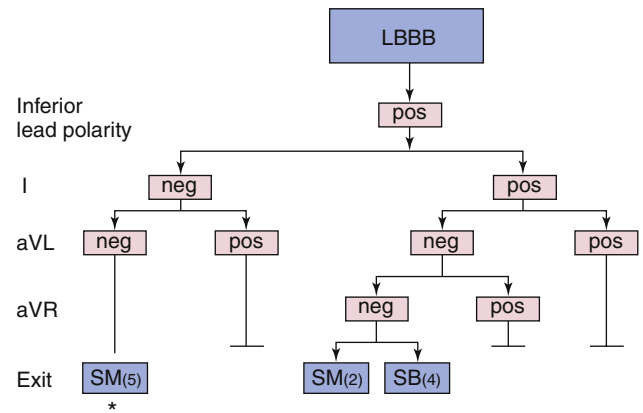 LBBB
Inferior
lead polarity
pos
I
neg
pos
aVL
neg
pos
neg
pos
aVR
neg
pos
Exit
SM(5)
SM(2)
SB(4)
*